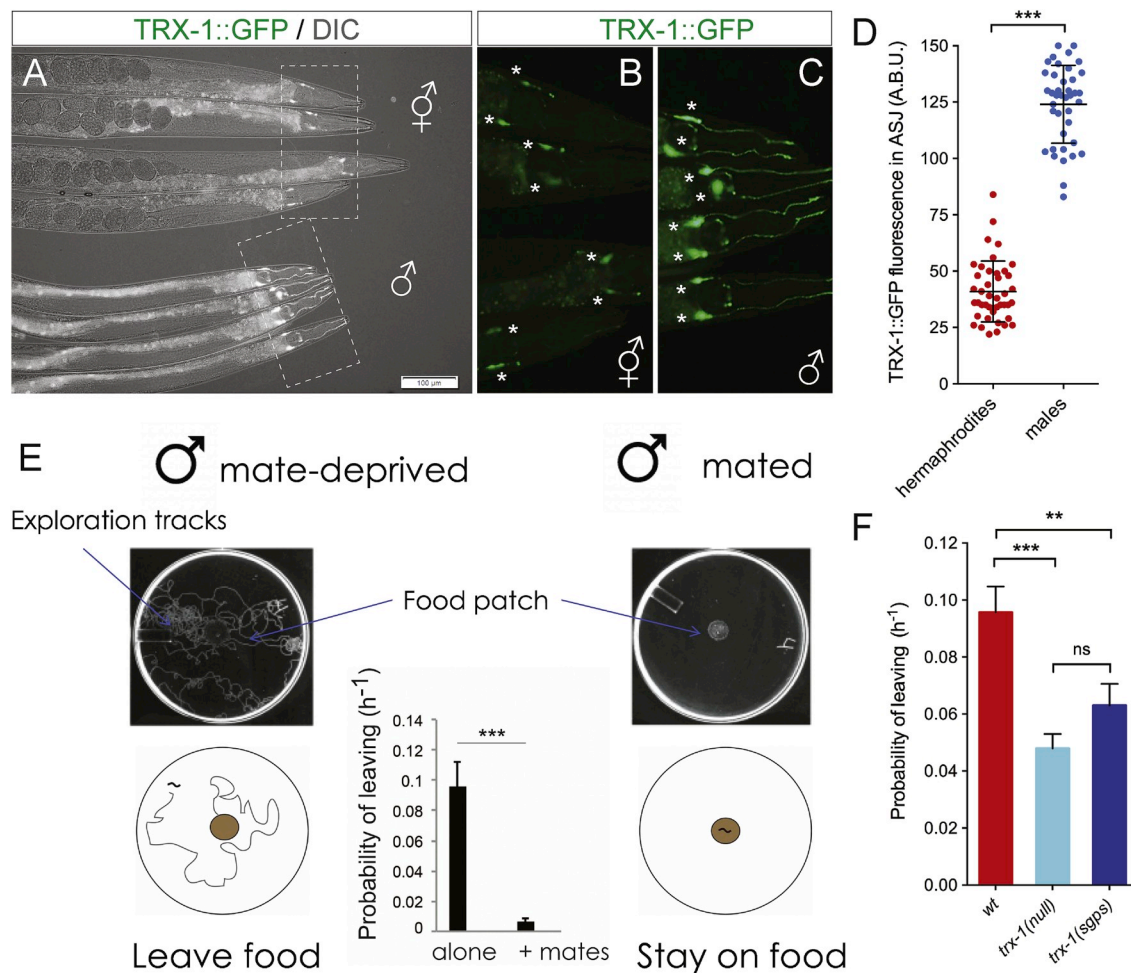 TRX-1::GFP / DIC
TRX-1::GFP
A
⚥
♂
100 µm
B
* * * * * * * *
⚥
C
* * * * * * * *
♂
D
***
TRX-1::GFP fluorescence in ASJ (A.B.U.)
150
125
100
75
50
25
0
hermaphrodites
males
E
♂ mate-deprived
♂ mated
Exploration tracks
Food patch
4
Probability of leaving (h-1)
0.14
0.12
0.1
0.08
0.06
0.04
0.02
0
***
alone
+ mates
Leave food
Stay on food
F
**
***
ns
Probability of leaving (h-1)
0.12
0.10
0.08
0.06
0.04
0.02
0.00
wt
trx-1(null)
trx-1(sgps)